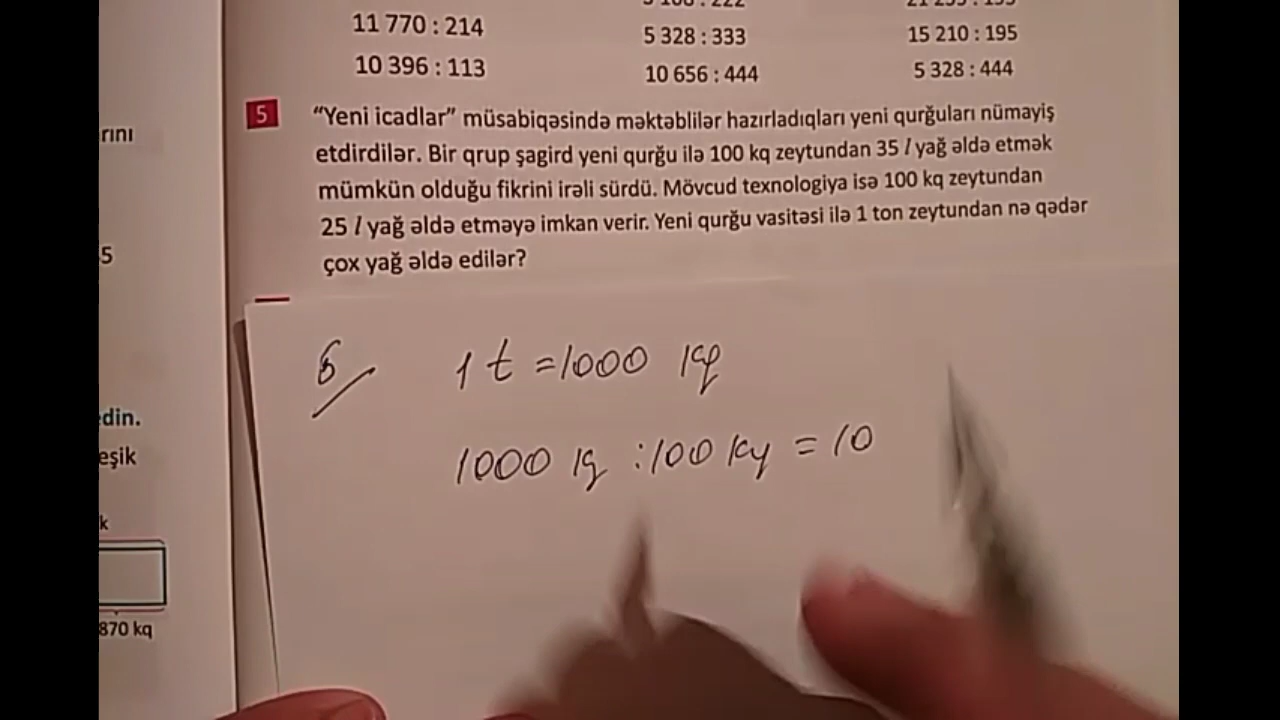 11 770 : 214
5 328 : 333
15 210 : 195
10 396 : 113
10 656 : 444
5 328 : 444
5
"Yeni icadlar" müsabiqəsində məktəblilər hazırladıqları yeni qurğuları nümayiş
etdirdilər. Bir qrup şagird yeni qurğu ilə 100 kq zeytundan 35 l yağ əldə etmək
mümkün olduğu fikrini irəli sürdü. Mövcud texnologiya isə 100 kq zeytundan
25 l yağ əldə etməyə imkan verir. Yeni qurğu vasitəsi ilə 1 ton zeytundan nə qədər
çox yağ əldə edilər?
rını
5
din.
eşik
k
870 kq
1 t = 1000 kq
1000 kq : 100 kq = 10